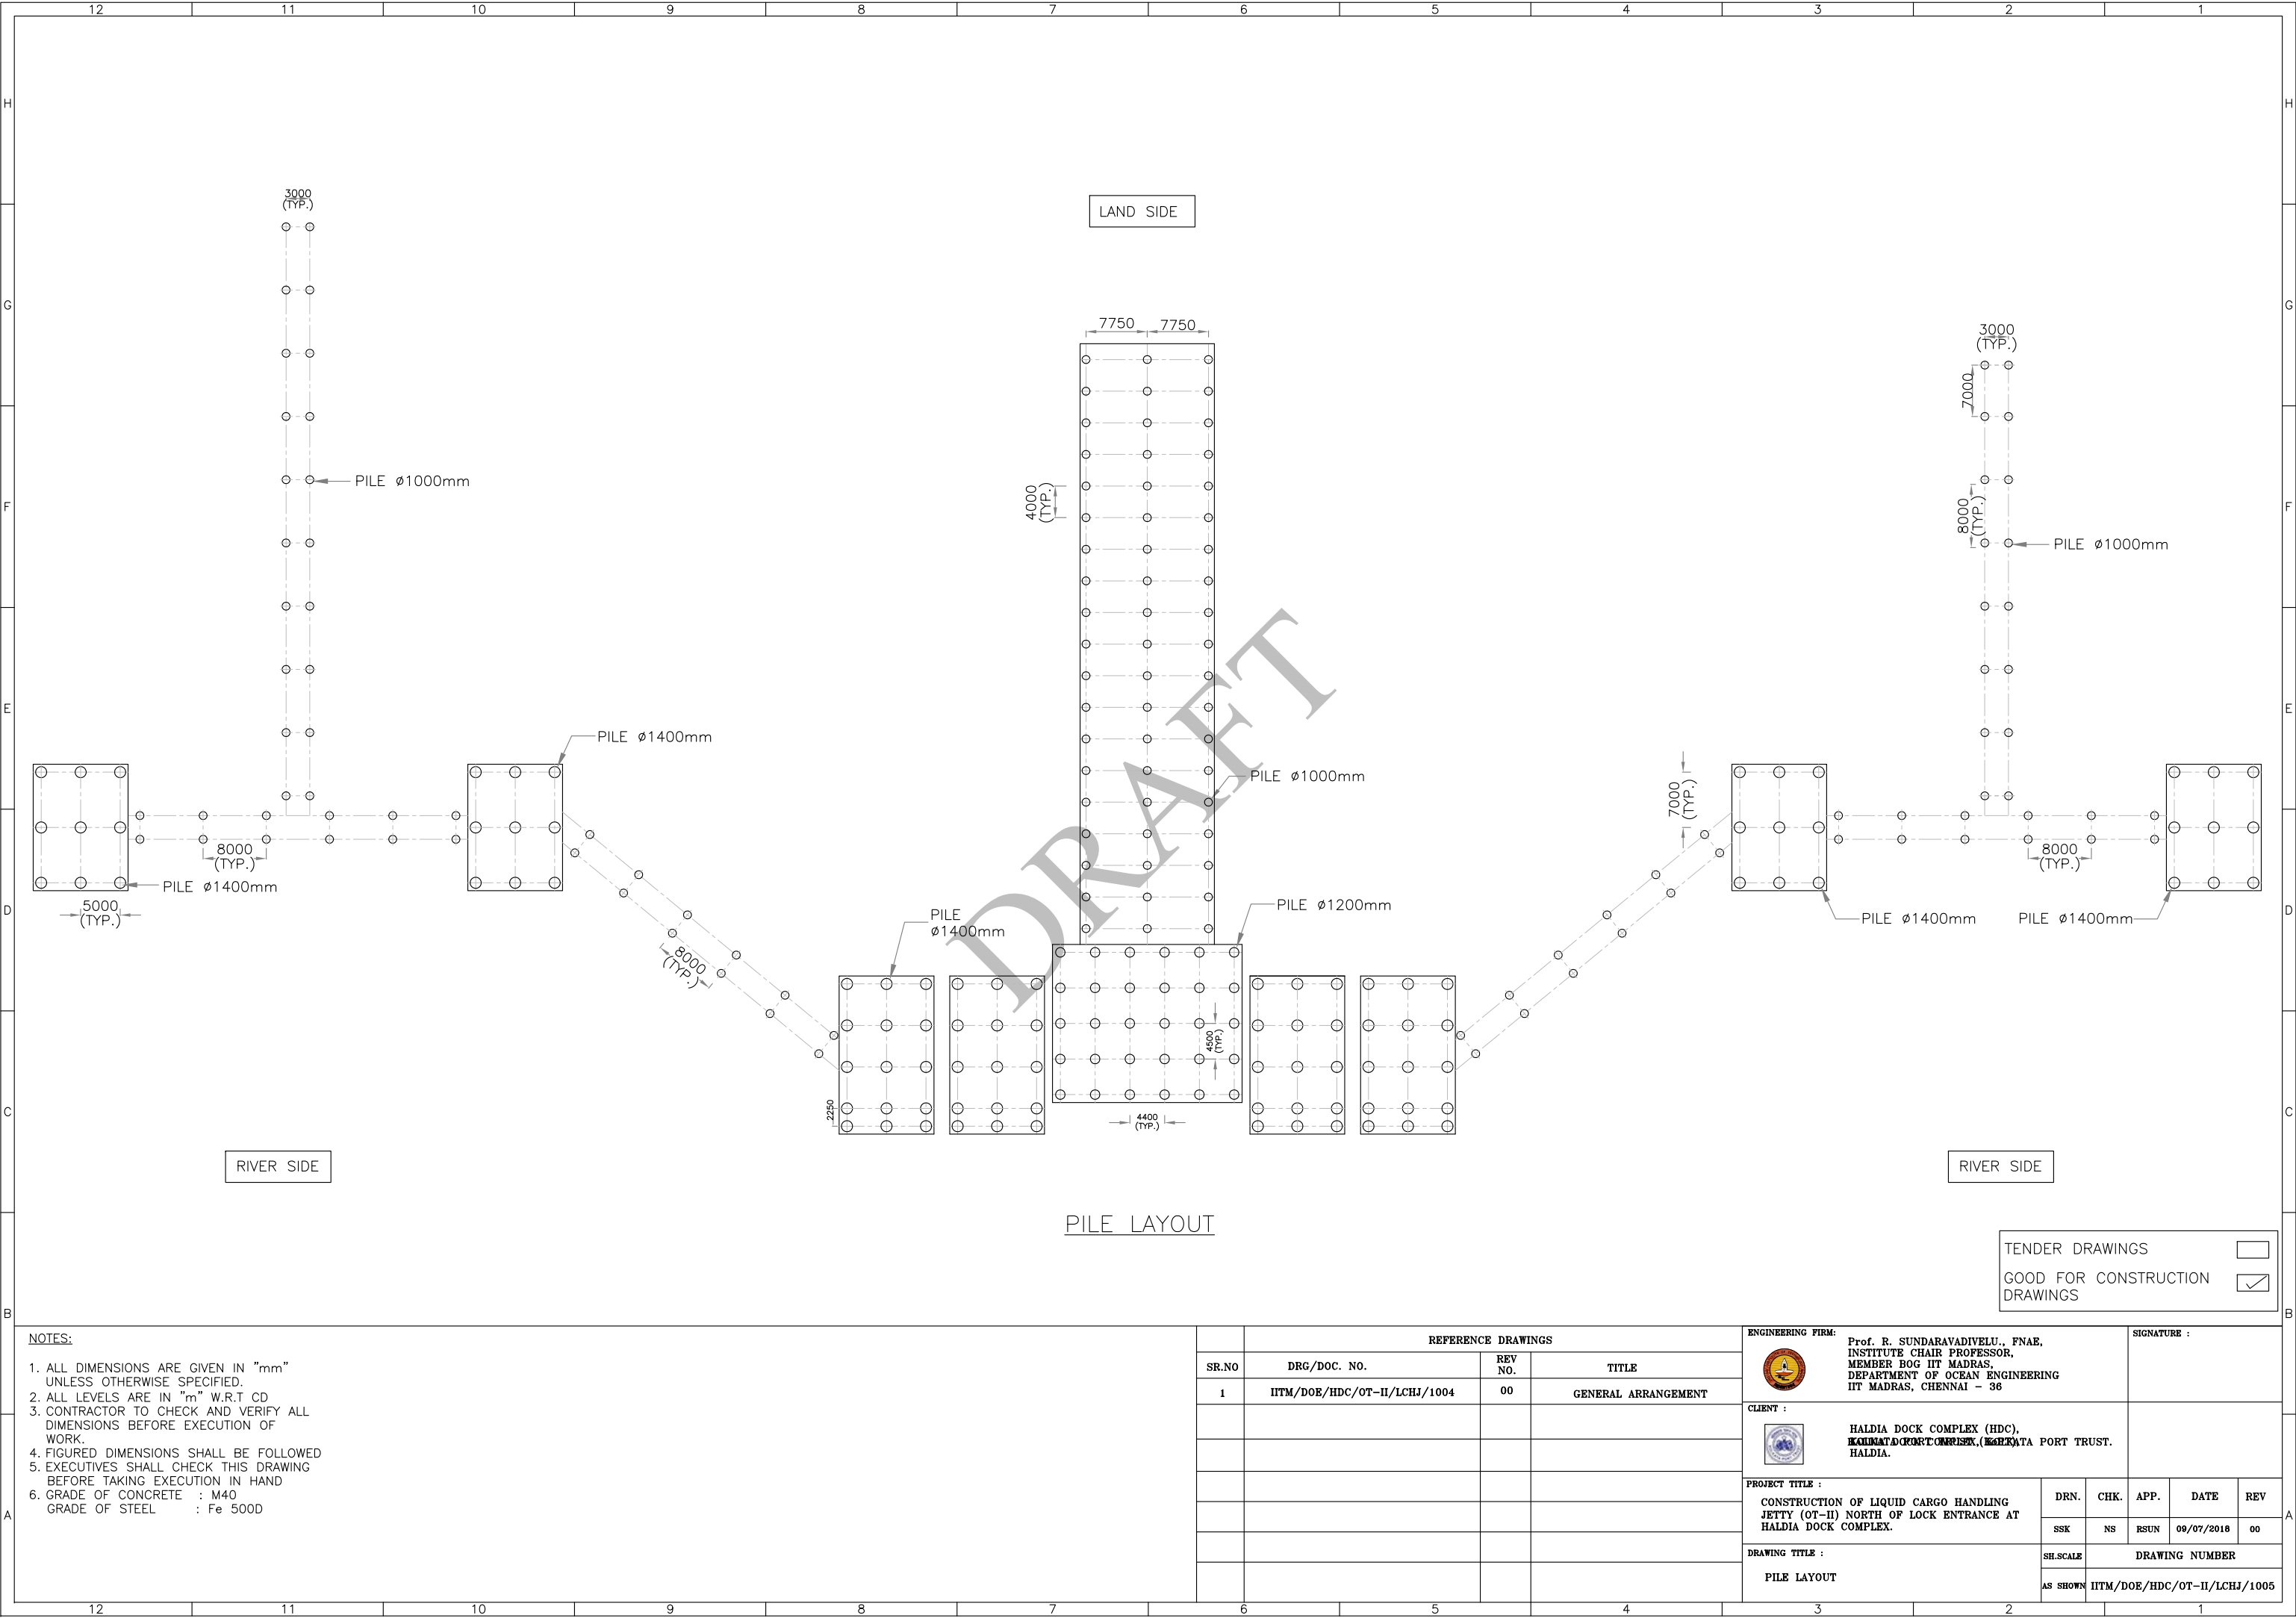 12 11 10 9 8 7 6 5 4 3 2 1
H H
G G
F F
E E
D D
C C
B B
A A
3000
(TYP.)
LAND SIDE
7750 7750
3000
(TYP.)
7000
PILE ø1000mm
4000
(TYP.)
8000
(TYP.)
PILE ø1000mm
PILE ø1400mm
PILE ø1000mm
7000
(TYP.)
8000
(TYP.)
8000
(TYP.)
PILE ø1400mm
5000
(TYP.)
PILE ø1200mm
PILE
ø1400mm
PILE ø1400mm
PILE ø1400mm
8000
(TYP.)
DRAFT
4500
(TYP.)
2250
4400
(TYP.)
RIVER SIDE
RIVER SIDE
PILE LAYOUT
TENDER DRAWINGS
GOOD FOR CONSTRUCTION
DRAWINGS
NOTES:
1. ALL DIMENSIONS ARE GIVEN IN "mm"
UNLESS OTHERWISE SPECIFIED.
2. ALL LEVELS ARE IN "m" W.R.T CD
3. CONTRACTOR TO CHECK AND VERIFY ALL
DIMENSIONS BEFORE EXECUTION OF
WORK.
4. FIGURED DIMENSIONS SHALL BE FOLLOWED
5. EXECUTIVES SHALL CHECK THIS DRAWING
BEFORE TAKING EXECUTION IN HAND
6. GRADE OF CONCRETE : M40
GRADE OF STEEL : Fe 500D
REFERENCE DRAWINGS
SR.NO DRG/DOC. NO. REV NO. TITLE
1 IITM/DOE/HDC/OT-II/LCHJ/1004 00 GENERAL ARRANGEMENT
ENGINEERING FIRM:
Prof. R. SUNDARAVADIVELU., FNAE,
INSTITUTE CHAIR PROFESSOR,
MEMBER BOG IIT MADRAS,
DEPARTMENT OF OCEAN ENGINEERING
IIT MADRAS, CHENNAI - 36
SIGNATURE :
CLIENT :
HALDIA DOCK COMPLEX (HDC),
PORT TRUST.
HALDIA.
PROJECT TITLE :
CONSTRUCTION OF LIQUID CARGO HANDLING
JETTY (OT-II) NORTH OF LOCK ENTRANCE AT
HALDIA DOCK COMPLEX.
DRN. CHK. APP. DATE REV
SSK NS RSUN 09/07/2018 00
DRAWING TITLE :
PILE LAYOUT
SH.SCALE DRAWING NUMBER
AS SHOWN IITM/DOE/HDC/OT-II/LCHJ/1005
12 11 10 9 8 7 6 5 4 3 2 1